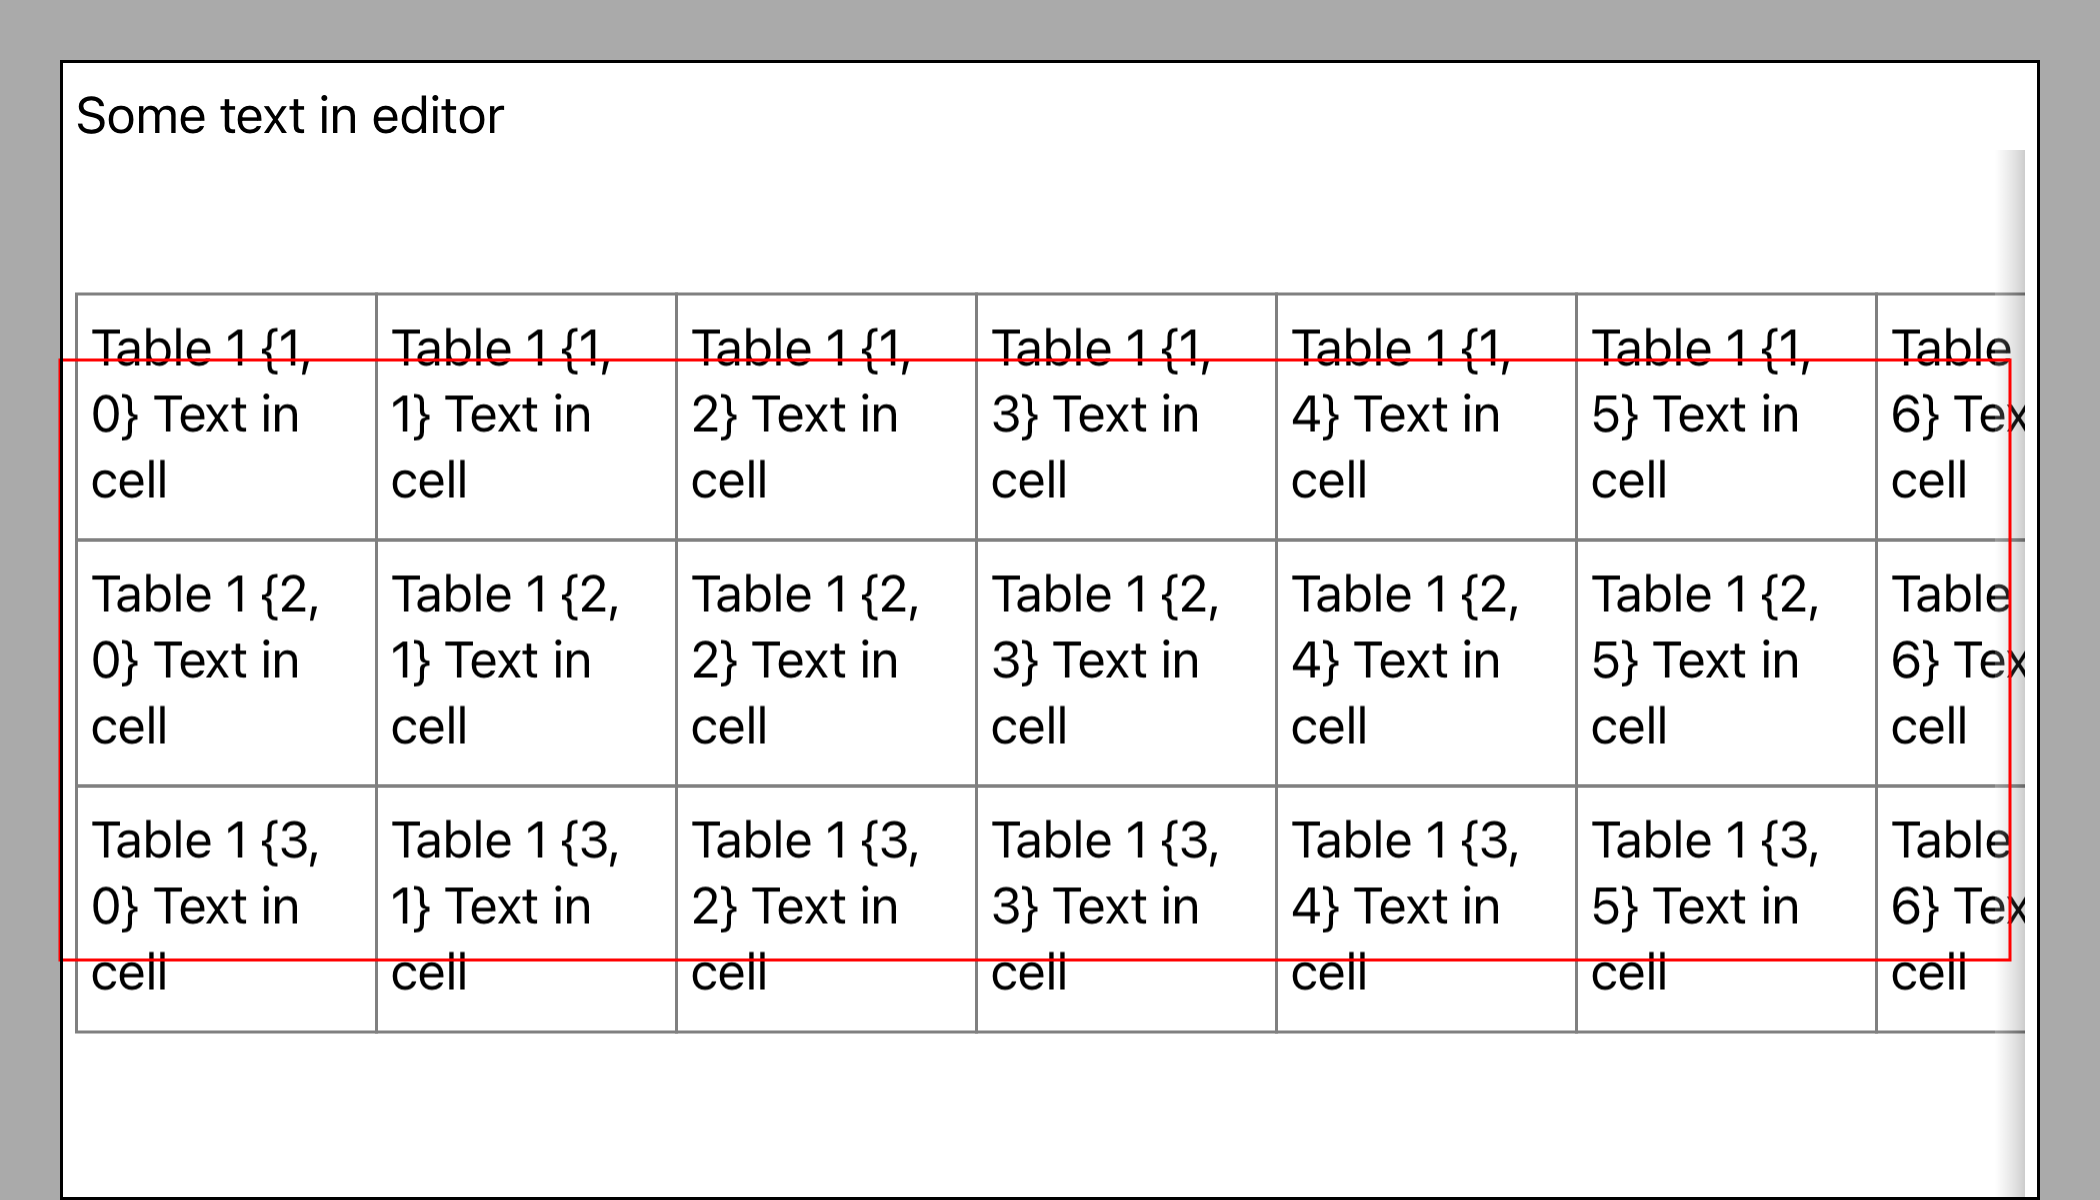 Some text in editor
Table 1 {1, Table 1 {1, Table 1 {1, Table 1 {1, Table 1 {1, Table 1 {1, Table
0} Text in 1} Text in 2} Text in 3} Text in 4} Text in 5} Text in 6} Tex
cell cell cell cell cell cell cell
Table 1 {2, Table 1 {2, Table 1 {2, Table 1 {2, Table 1 {2, Table 1 {2, Table
0} Text in 1} Text in 2} Text in 3} Text in 4} Text in 5} Text in 6} Tex
cell cell cell cell cell cell cell
Table 1 {3, Table 1 {3, Table 1 {3, Table 1 {3, Table 1 {3, Table 1 {3, Table
0} Text in 1} Text in 2} Text in 3} Text in 4} Text in 5} Text in 6} Tex
cell cell cell cell cell cell cell